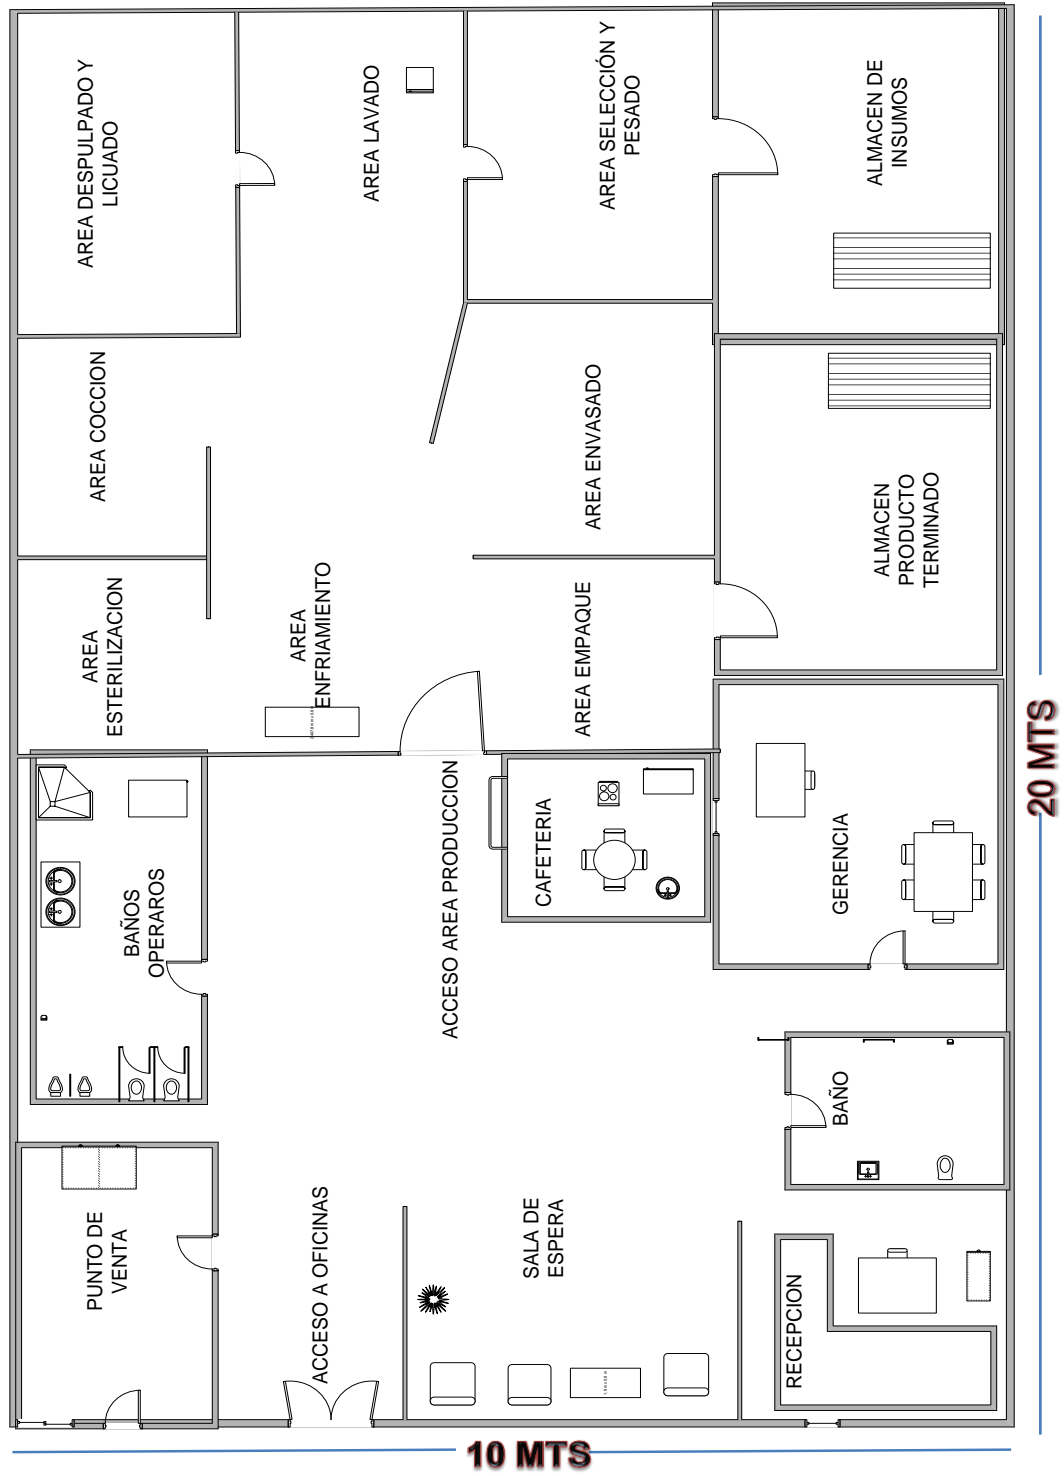 AREA DESPULPADO Y
LICUADO
AREA LAVADO
AREA SELECCIÓN Y
PESADO
ALMACEN DE
INSUMOS
AREA COCCION
AREA ENVASADO
ALMACEN
PRODUCTO
TERMINADO
AREA
ESTERILIZACION
AREA
ENFRIAMIENTO
AREA EMPAQUE
BAÑOS
OPERAROS
ACCESO AREA PRODUCCION
CAFETERIA
GERENCIA
BAÑO
PUNTO DE
VENTA
ACCESO A OFICINAS
SALA DE
ESPERA
RECEPCION
20 MTS
10 MTS